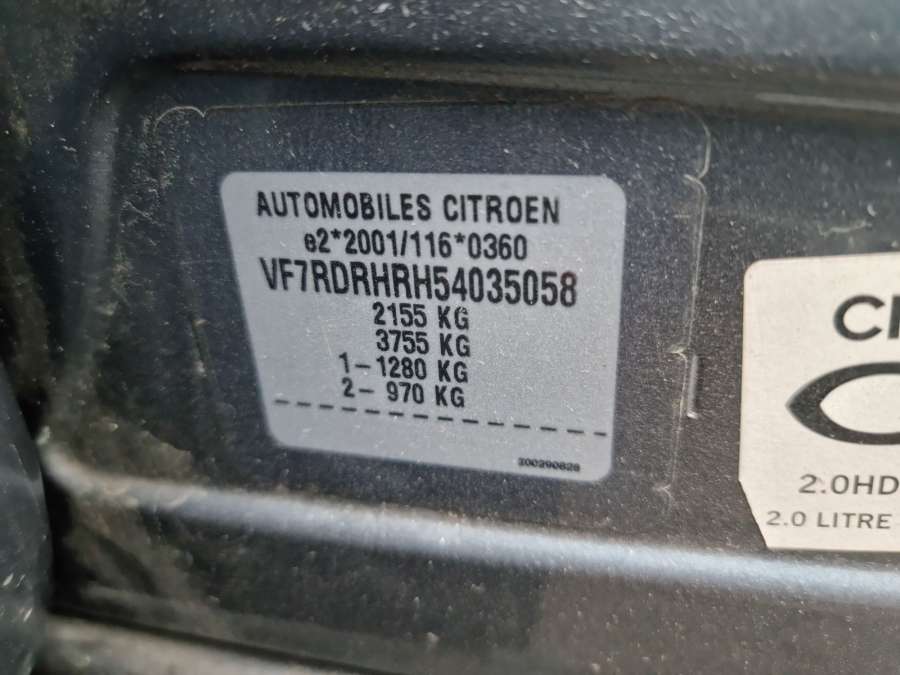 AUTOMOBILES CITROEN
e2*2001/116*0360
VF7RDRHRH54035058
2155 KG
3755 KG
1- 1280 KG
2- 970 KG
CI
2.0HD
2.0 LITRE